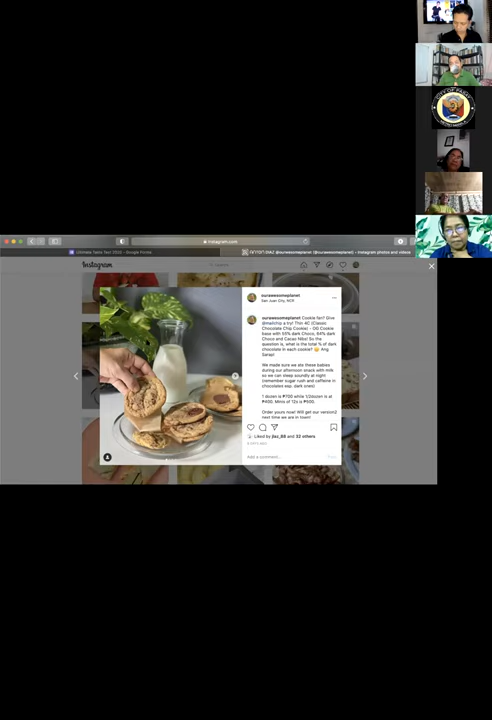 instagram.com
Instagram
ourawesomeplanet
San Juan City, NCR
ourawesomeplanet Cookie fan? Give
a try! Thin 4C (Classic
Chocolate Chip Cookie) - OG Cookie
base with 55% dark Choco, 64% dark
Choco and Cacao Nibs! So the
question is, what is the total % of dark
chocolate in each cookie? Ang
Sarap!
We made sure we ate these babies
during our afternoon snack with milk
so we can sleep soundly at night
(remember sugar rush and caffeine in
chocolates esp. dark ones)
1 dozen is ₱700 while 1/2dozen is at
₱400. Minis of 12s is ₱500.
Order yours now! Will get our version2
next time we are in town!
Liked by and 32 others
Add a comment...